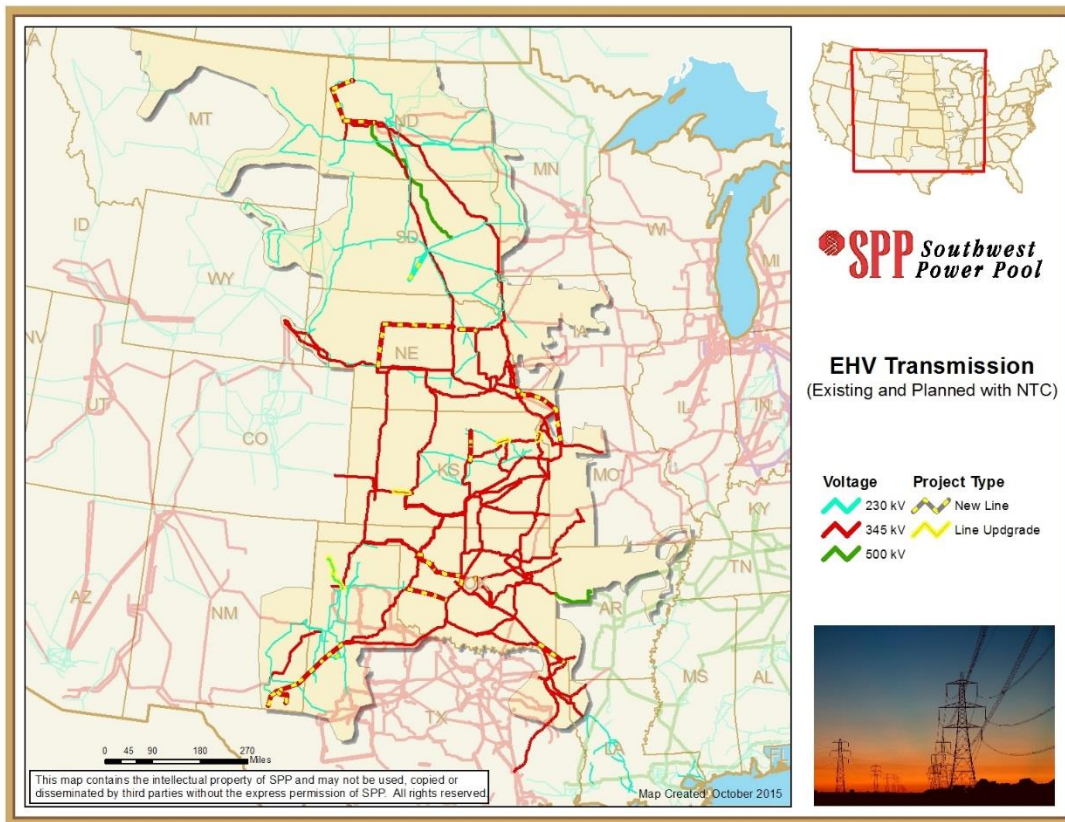 MT
ND
MN
ID
SD
WI
MI
WY
IA
NV
NE
UT
CO
IL
IN
KS
MO
KY
TN
AZ
NM
OK
AR
MS
AL
TX
LA
0 45 90 180 270
Miles
This map contains the intellectual property of SPP and may not be used, copied or
disseminated by third parties without the express permission of SPP. All rights reserved.
Map Created: October 2015
SPP Southwest
Power Pool
EHV Transmission
(Existing and Planned with NTC)
Voltage Project Type
230 kV New Line
345 kV Line Updgrade
500 kV